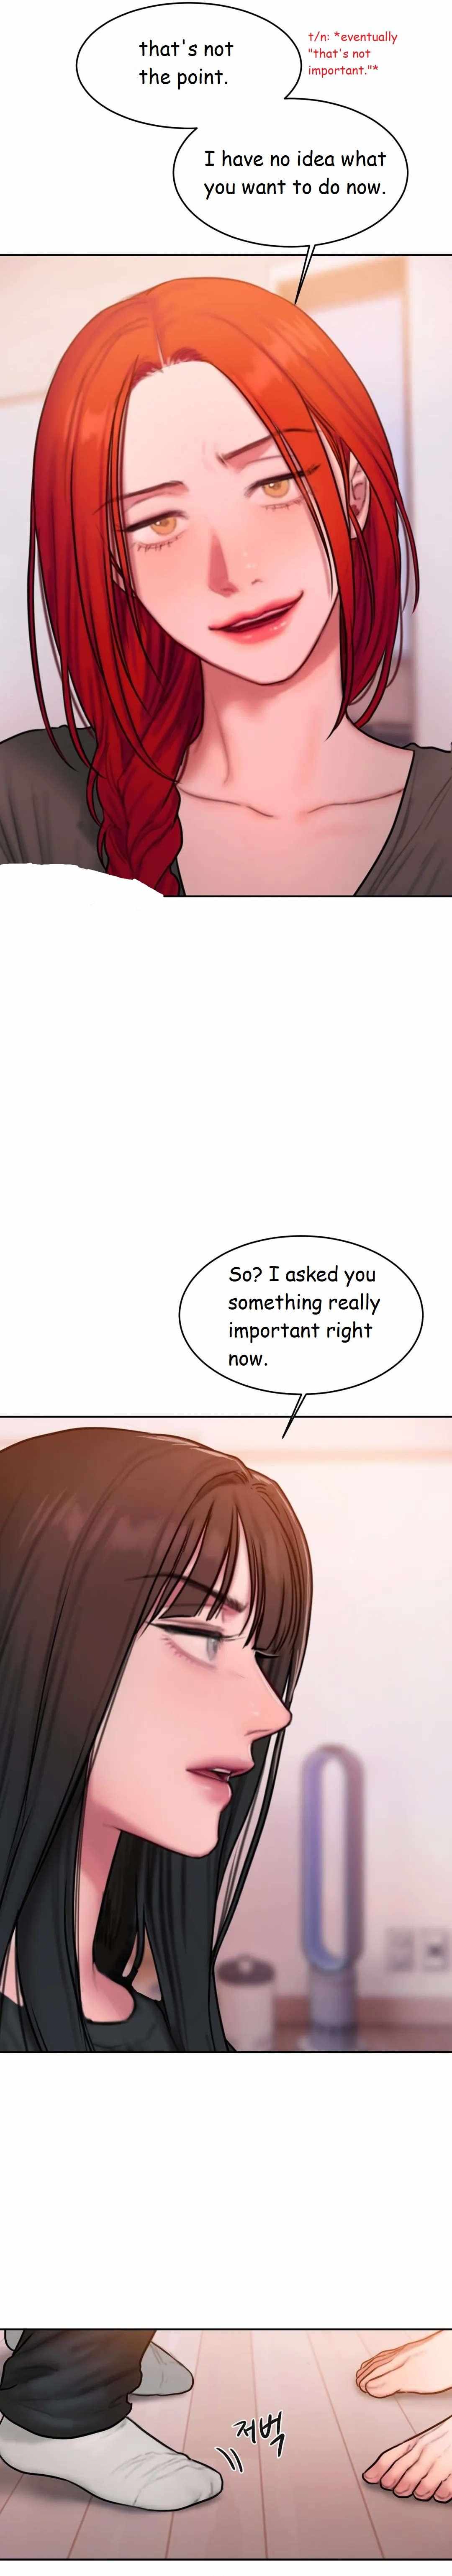 that's not
the point.
t/n: *eventually
"that's not
important."*
I have no idea what
you want to do now.
So? I asked you
something really
important right
now.
저벅